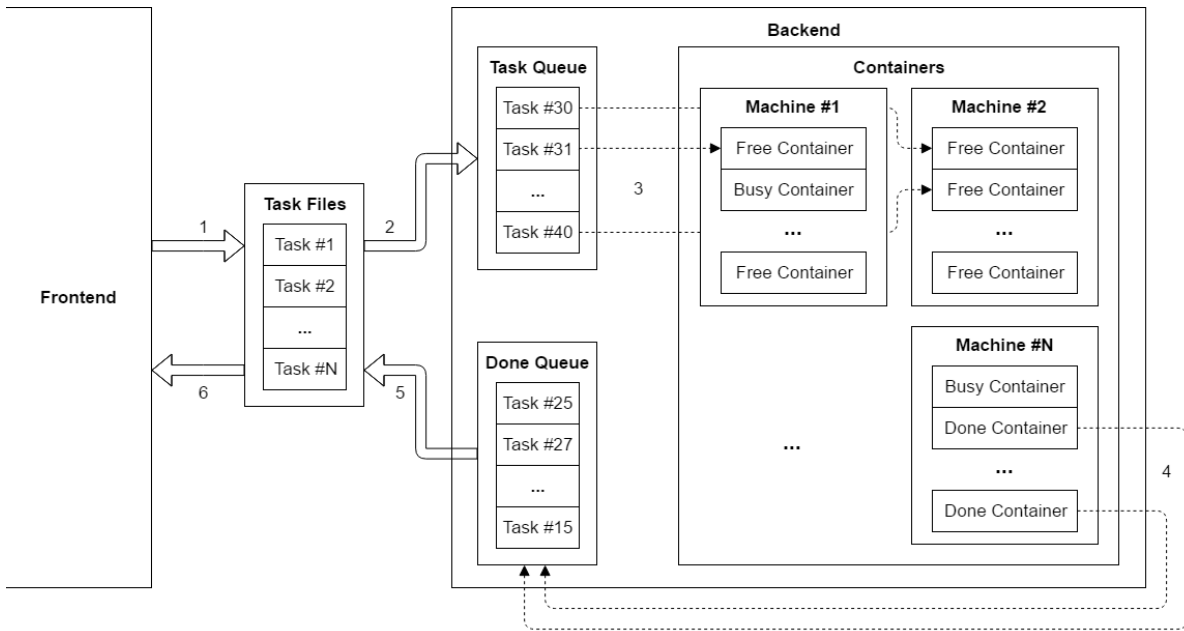 Frontend
1
6
Task Files
Task #1
Task #2
...
Task #N
2
5
Backend
Task Queue
Task #30
Task #31
...
Task #40
3
Done Queue
Task #25
Task #27
...
Task #15
Containers
Machine #1
Free Container
Busy Container
...
Free Container
Machine #2
Free Container
Free Container
...
Free Container
...
Machine #N
Busy Container
Done Container
...
Done Container
4